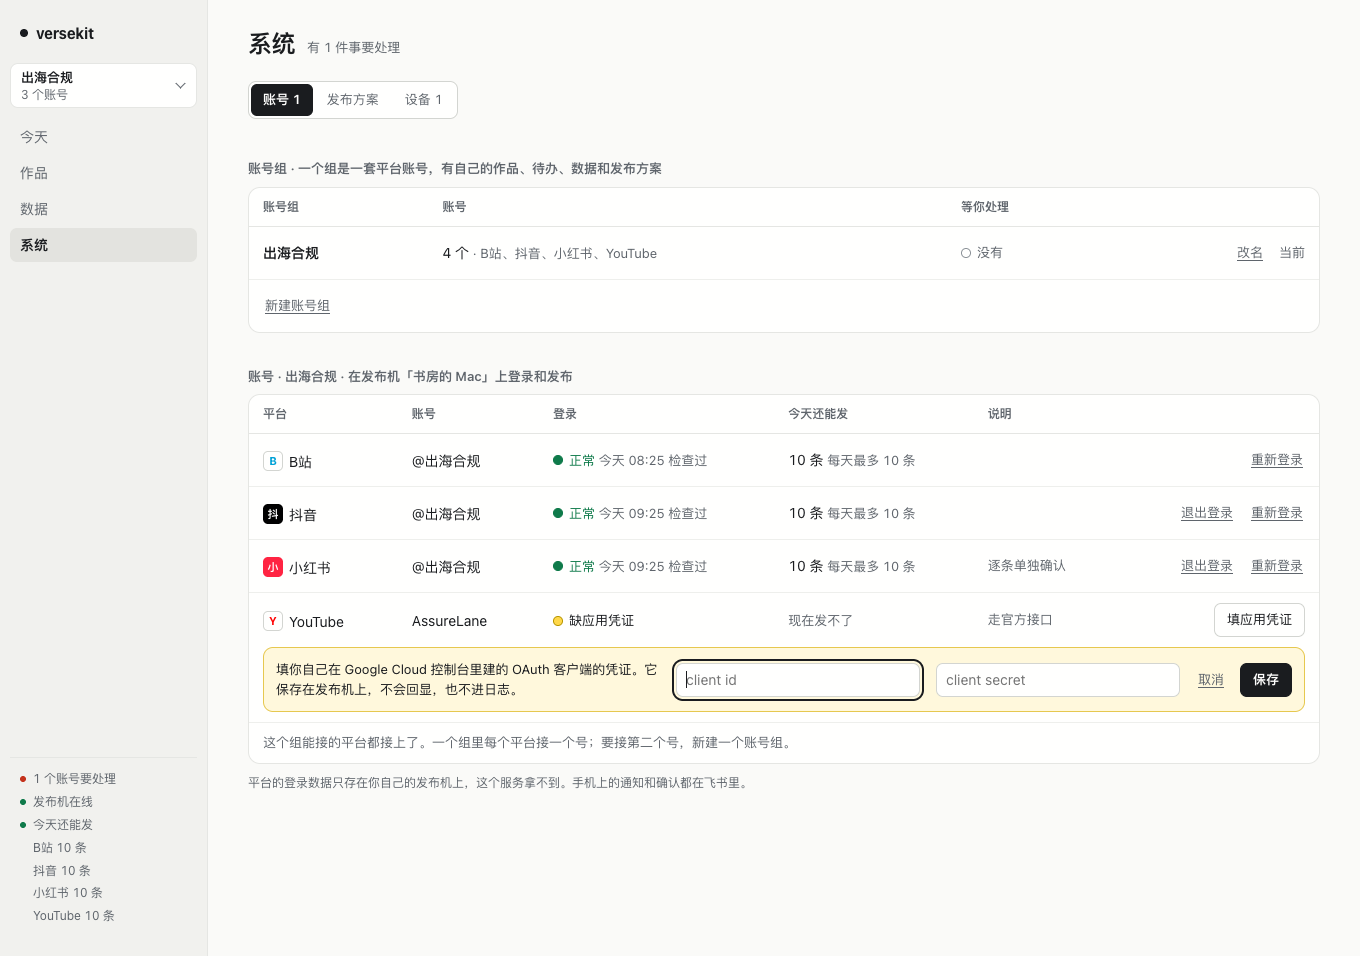 versekit
出海合规
3 个账号
今天
作品
数据
系统
1 个账号要处理
发布机在线
今天还能发
B站 10 条
抖音 10 条
小红书 10 条
YouTube 10 条
系统 有 1 件事要处理
账号 1 发布方案 设备 1
账号组 · 一个组是一套平台账号，有自己的作品、待办、数据和发布方案
账号组 账号 等你处理
出海合规 4 个 · B站、抖音、小红书、YouTube 没有 改名 当前
新建账号组
账号 · 出海合规 · 在发布机「书房的 Mac」上登录和发布
平台 账号 登录 今天还能发 说明
B B站 @出海合规 正常 今天 08:25 检查过 10 条 每天最多 10 条 重新登录
抖 抖音 @出海合规 正常 今天 09:25 检查过 10 条 每天最多 10 条 退出登录 重新登录
小 小红书 @出海合规 正常 今天 09:25 检查过 10 条 每天最多 10 条 逐条单独确认 退出登录 重新登录
Y YouTube AssureLane 缺应用凭证 现在发不了 走官方接口 填应用凭证
填你自己在 Google Cloud 控制台里建的 OAuth 客户端的凭证。它
保存在发布机上，不会回显，也不进日志。
client id client secret 取消 保存
这个组能接的平台都接上了。一个组里每个平台接一个号；要接第二个号，新建一个账号组。
平台的登录数据只存在你自己的发布机上，这个服务拿不到。手机上的通知和确认都在飞书里。